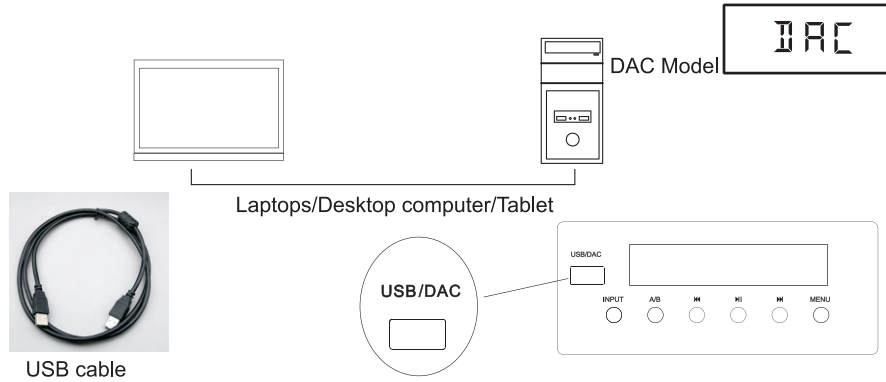 DAC
DAC Model
Laptops/Desktop computer/Tablet
USB/DAC
USB/DAC
INPUT A/B ⏮ ⏯ ⏭ MENU
USB cable